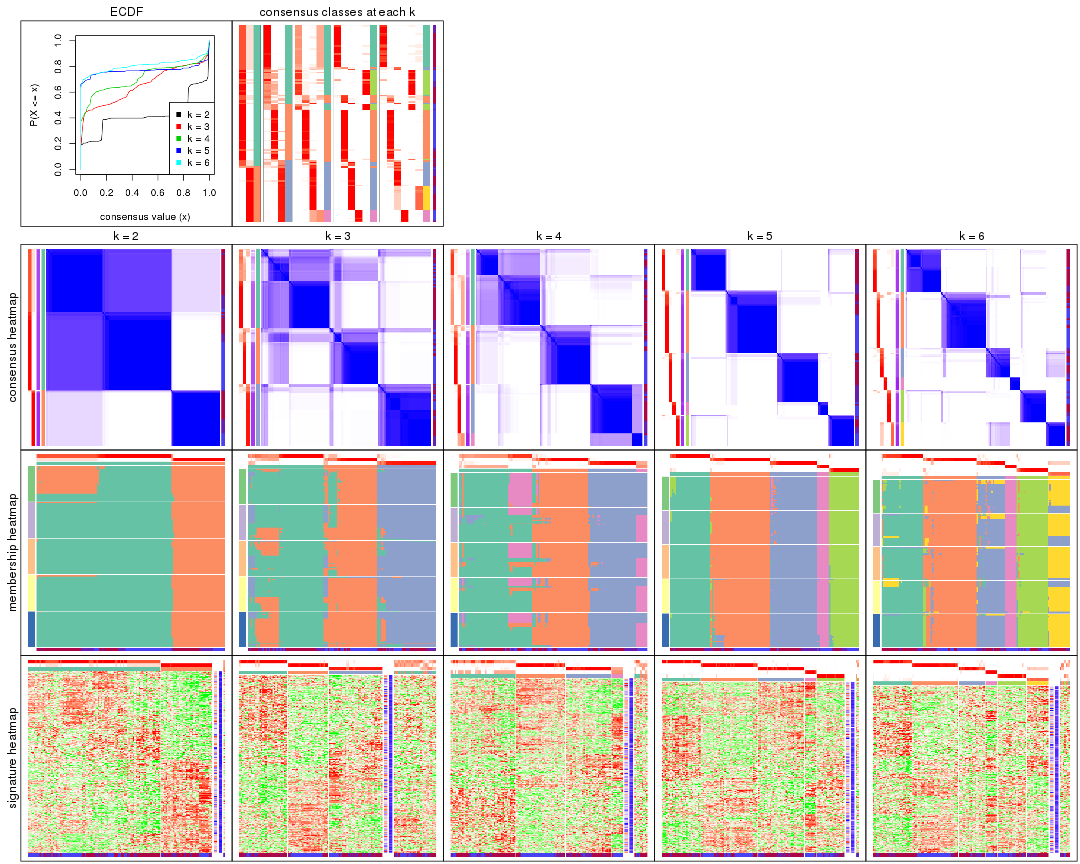 ECDF
consensus classes at each k
P(X <= x)
0.0 0.2 0.4 0.6 0.8 1.0
k = 2
k = 3
k = 4
k = 5
k = 6
0.0 0.2 0.4 0.6 0.8 1.0
consensus value (x)
k = 2 k = 3 k = 4 k = 5 k = 6
consensus heatmap
membership heatmap
signature heatmap